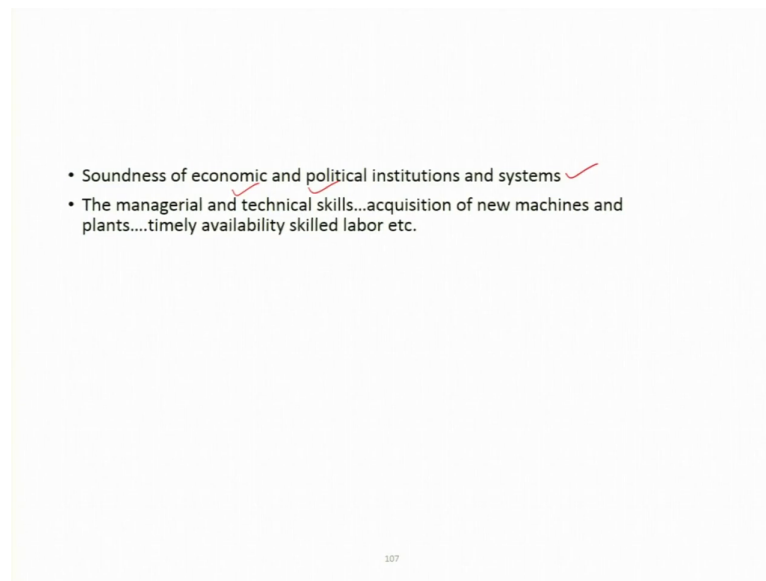 • Soundness of economic and political institutions and systems
• The managerial and technical skills...acquisition of new machines and
plants....timely availability skilled labor etc.
107